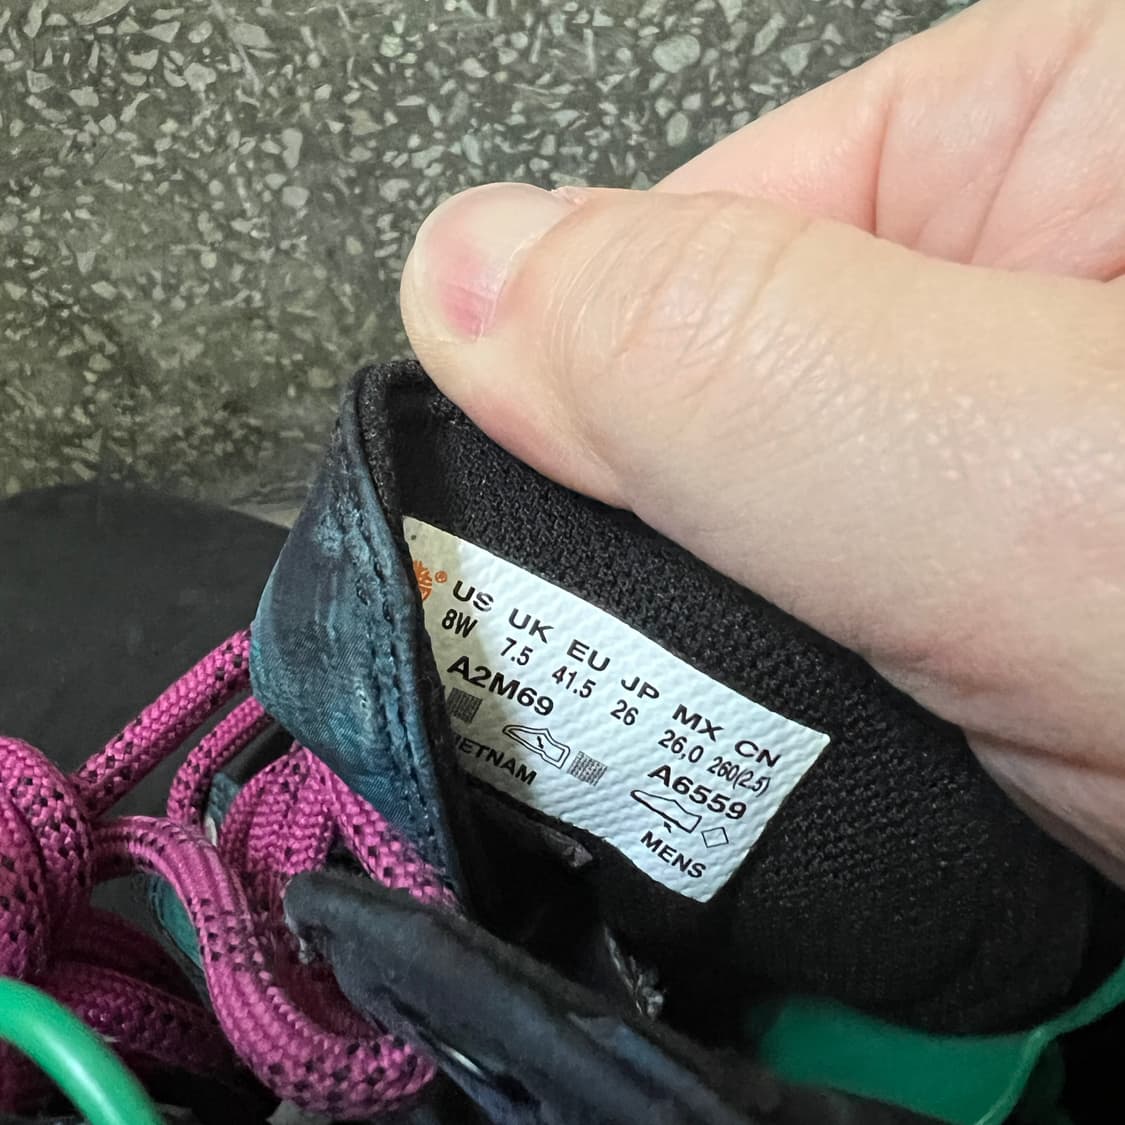 US UK EU JP MX CN
8W 7.5 41.5 26 26,0 260(2.5)
A2M69 A6559
IETNAM MENS